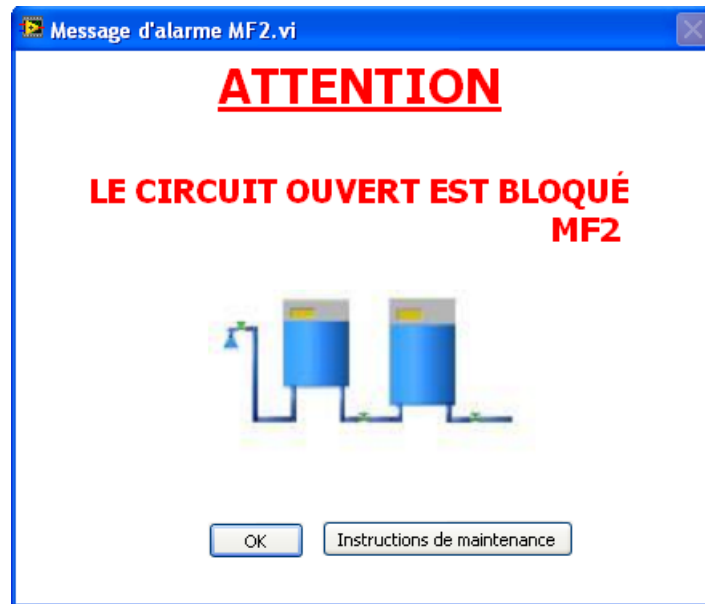 Message d'alarme MF2.vi
ATTENTION
LE CIRCUIT OUVERT EST BLOQUÉ
MF2
OK
Instructions de maintenance